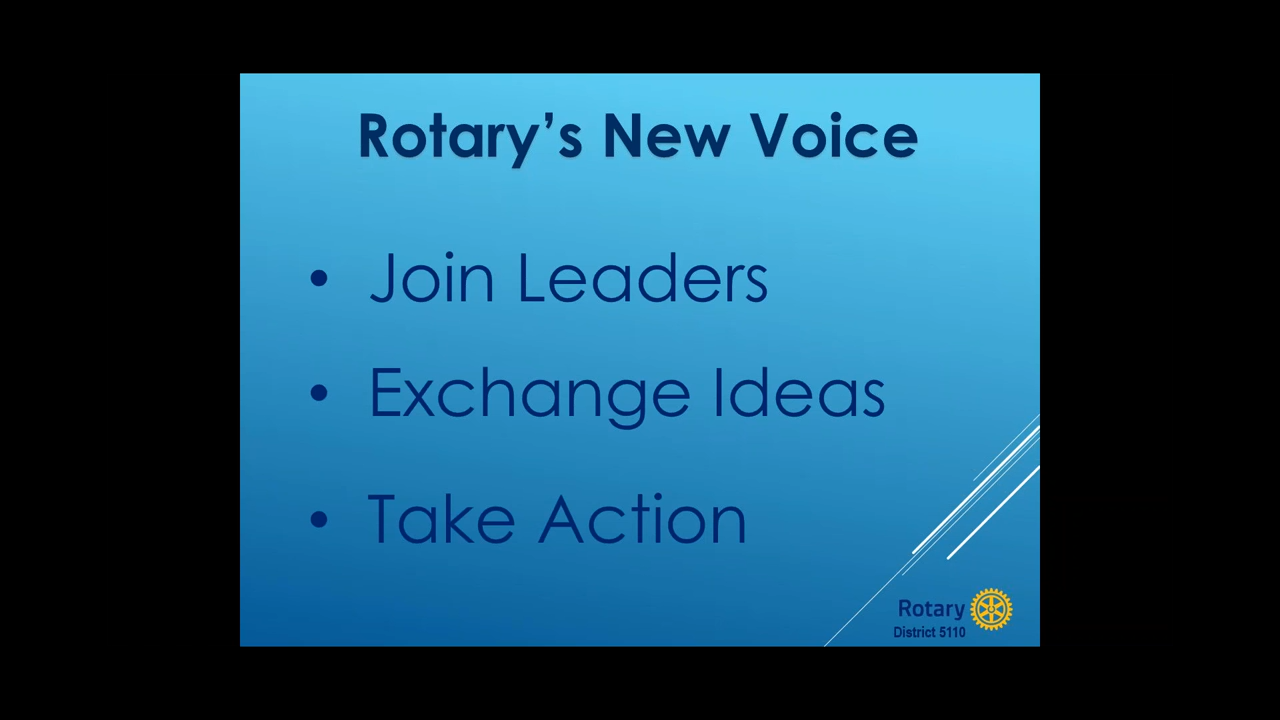 Rotary’s New Voice
• Join Leaders
• Exchange Ideas
• Take Action
Rotary
District 5110